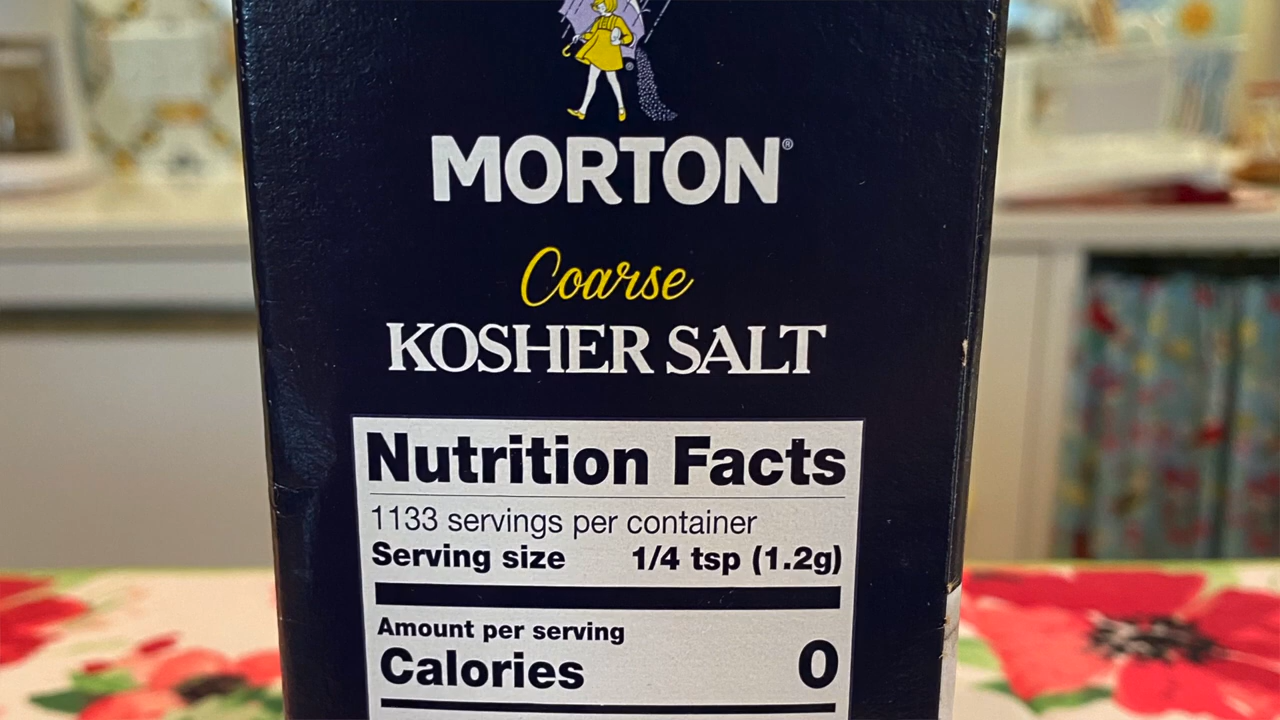 MORTON®
Coarse
KOSHER SALT
Nutrition Facts
1133 servings per container
Serving size 1/4 tsp (1.2g)
Amount per serving
Calories 0